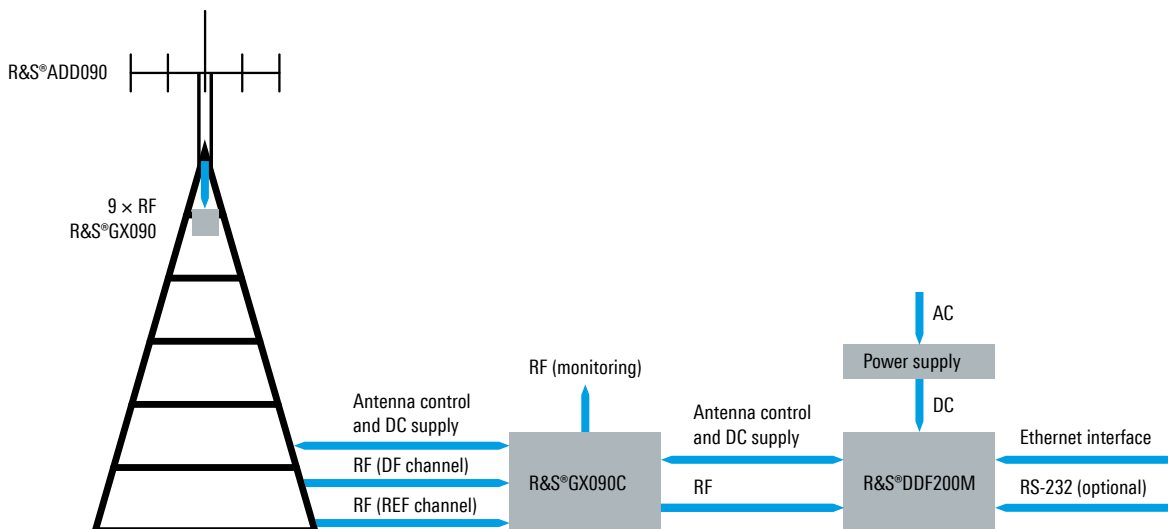 R&S®ADD090
9 × RF
R&S®GX090
RF (monitoring)
Antenna control
and DC supply
RF (DF channel)
RF (REF channel)
R&S®GX090C
Antenna control
and DC supply
RF
AC
Power supply
DC
R&S®DDF200M
Ethernet interface
RS-232 (optional)